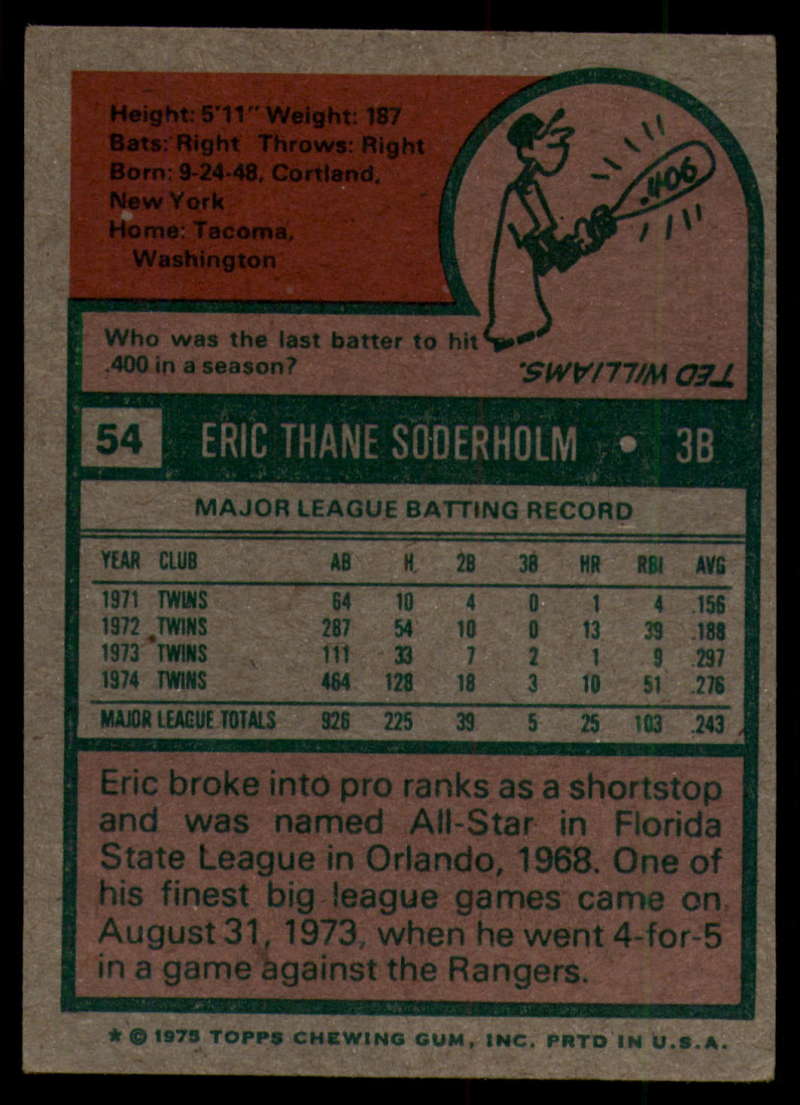 Height: 5'11" Weight: 187
Bats: Right Throws: Right
Born: 9-24-48, Cortland,
New York
Home: Tacoma,
Washington
.406
Who was the last batter to hit
.400 in a season?
TED WILLIAMS.
54 ERIC THANE SODERHOLM • 3B
MAJOR LEAGUE BATTING RECORD
YEAR CLUB AB H 2B 3B HR RBI AVG
1971 TWINS 64 10 4 0 1 4 .156
1972 TWINS 287 54 10 0 13 39 .188
1973 TWINS 111 33 7 2 1 9 .297
1974 TWINS 464 128 18 3 10 51 .276
MAJOR LEAGUE TOTALS 926 225 39 5 25 103 .243
Eric broke into pro ranks as a shortstop
and was named All-Star in Florida
State League in Orlando, 1968. One of
his finest big league games came on
August 31, 1973, when he went 4-for-5
in a game against the Rangers.
* © 1975 TOPPS CHEWING GUM, INC. PRTD IN U.S.A.